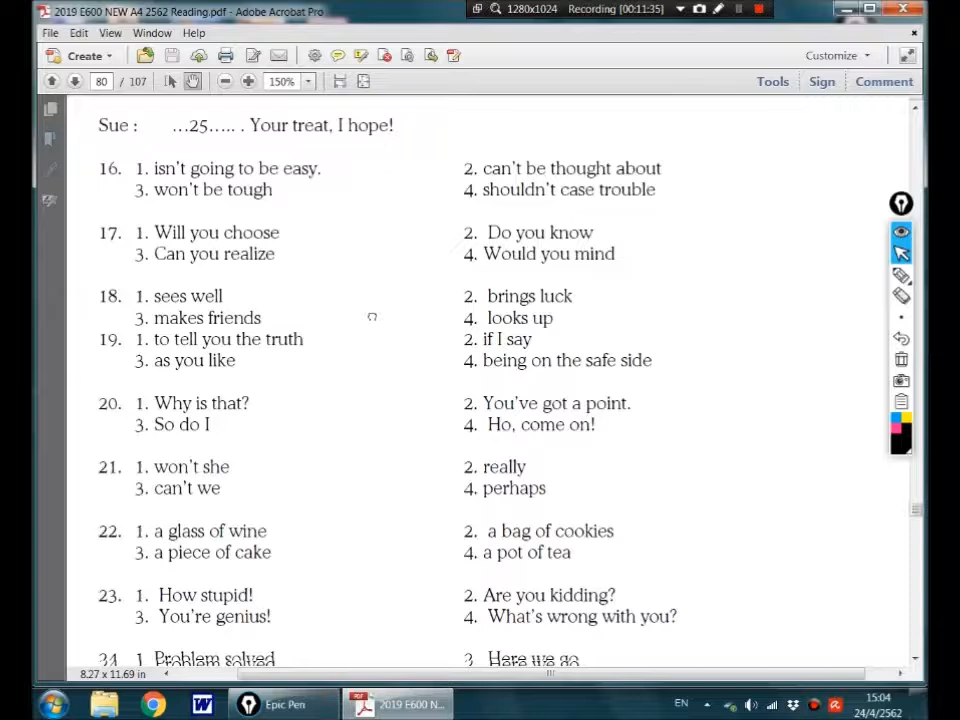 2019 E600 NEW A4 2562 Reading.pdf - Adobe Acrobat Pro
1280x1024 Recording [00:11:35]
File Edit View Window Help
Create Customize
80 / 107 150% Tools Sign Comment
Sue : …25….. . Your treat, I hope!
16. 1. isn't going to be easy. 2. can't be thought about
3. won't be tough 4. shouldn't case trouble
17. 1. Will you choose 2. Do you know
3. Can you realize 4. Would you mind
18. 1. sees well 2. brings luck
3. makes friends 4. looks up
19. 1. to tell you the truth 2. if I say
3. as you like 4. being on the safe side
20. 1. Why is that? 2. You've got a point.
3. So do I 4. Ho, come on!
21. 1. won't she 2. really
3. can't we 4. perhaps
22. 1. a glass of wine 2. a bag of cookies
3. a piece of cake 4. a pot of tea
23. 1. How stupid! 2. Are you kidding?
3. You're genius! 4. What's wrong with you?
1 Problem solved Here we go
8.27 x 11.69 in
Epic Pen 2019 E600 N... EN 15:04
24/4/2562